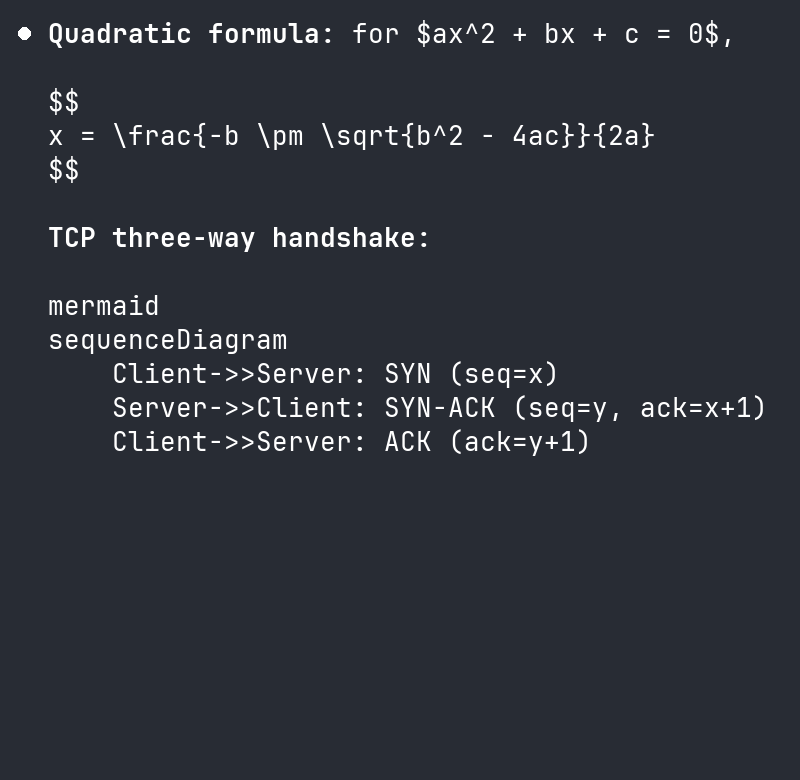 ● Quadratic formula: for $ax^2 + bx + c = 0$,
$$
x = \frac{-b \pm \sqrt{b^2 - 4ac}}{2a}
$$
TCP three-way handshake:
mermaid
sequenceDiagram
    Client->>Server: SYN (seq=x)
    Server->>Client: SYN-ACK (seq=y, ack=x+1)
    Client->>Server: ACK (ack=y+1)